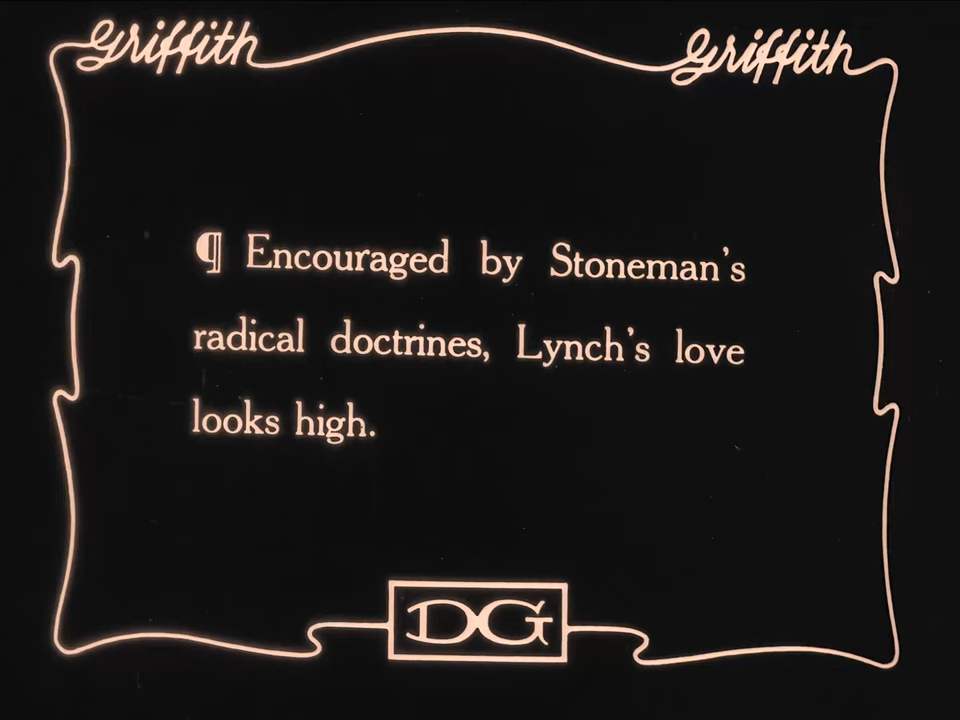 Griffith Griffith
¶ Encouraged by Stoneman's
radical doctrines, Lynch's love
looks high.
DG